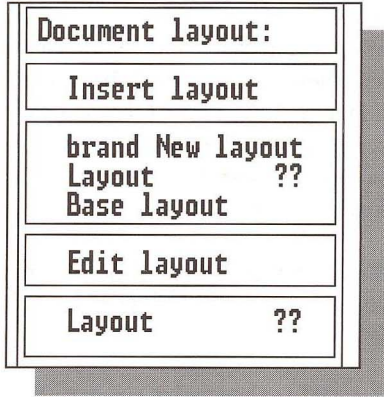 Document layout:
Insert layout
brand New layout
Layout ??
Base layout
Edit layout
Layout ??